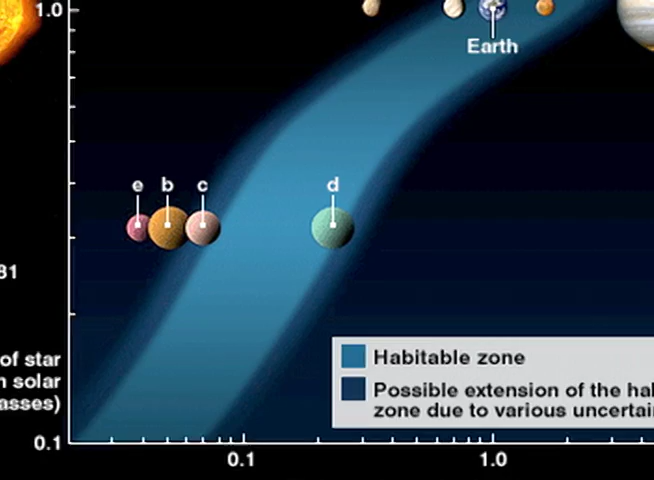 1.0
Earth
e b c d
81
of star
n solar
asses)
Habitable zone
Possible extension of the hal
zone due to various uncertai
0.1
0.1 1.0